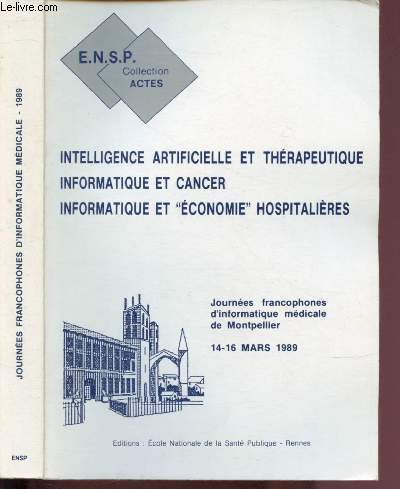 © Le-livre.fr
E.N.S.P.
Collection
ACTES
INTELLIGENCE ARTIFICIELLE ET THÉRAPEUTIQUE
INFORMATIQUE ET CANCER
INFORMATIQUE ET "ÉCONOMIE" HOSPITALIÈRES
Journées francophones
d'informatique médicale
de Montpellier
14-16 MARS 1989
Editions : École Nationale de la Santé Publique - Rennes
JOURNÉES FRANCOPHONES D'INFORMATIQUE MÉDICALE - 1989
ENSP